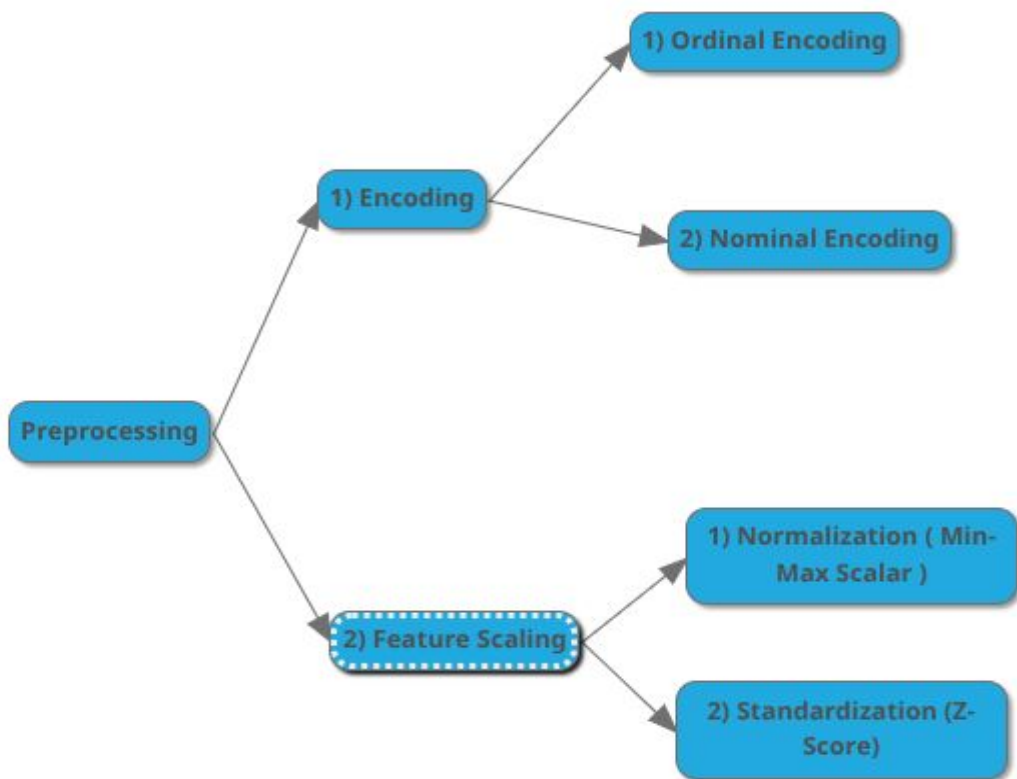 1) Ordinal Encoding
1) Encoding
2) Nominal Encoding
Preprocessing
1) Normalization ( Min-
Max Scalar )
2) Feature Scaling
2) Standardization (Z-
Score)